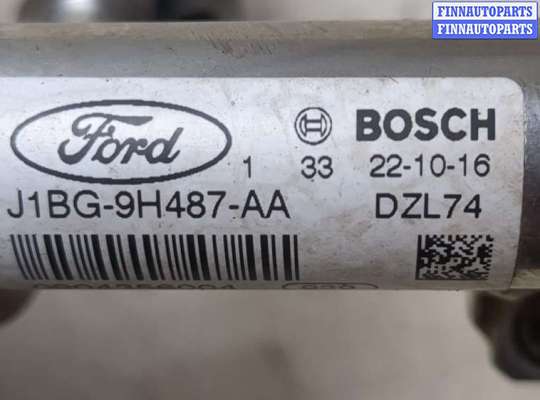 FINNAUTOPARTS
FINNAUTOPARTS
Ford
BOSCH
1 33 22-10-16
J1BG-9H487-AA DZL74